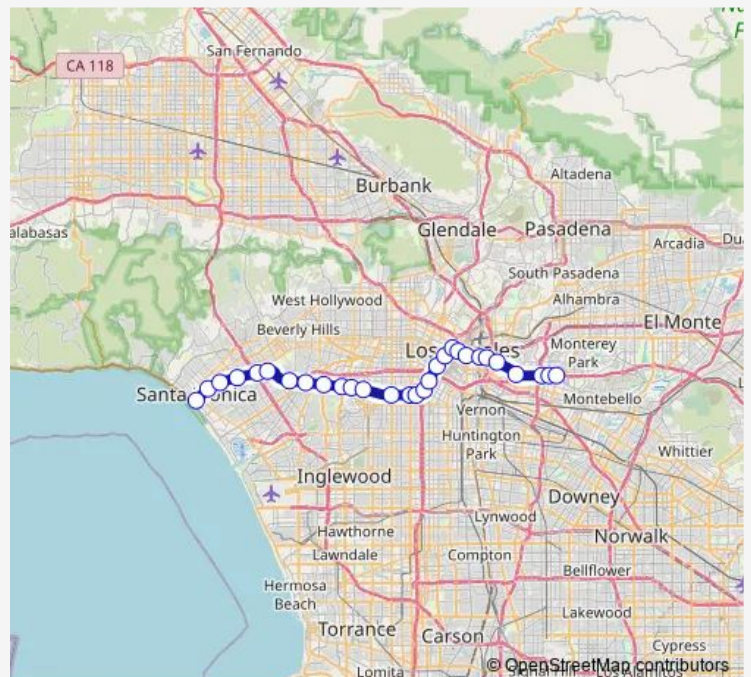 San Fernando
CA 118
Altadena
Burbank
Glendale
Pasadena
alabasas
Arcadia
South Pasadena
West Hollywood
Alhambra
El Monte
Beverly Hills
Monterey
Park
Montebello
Vernon
Huntington
Park
Whittier
Inglewood
Downey
Lynwood
Norwalk
Hawthorne
Lawndale
Compton
Bellflower
Hermosa
Beach
Lakewood
Torrance
Carson
Cypress
Lomita
© OpenStreetMap contributors